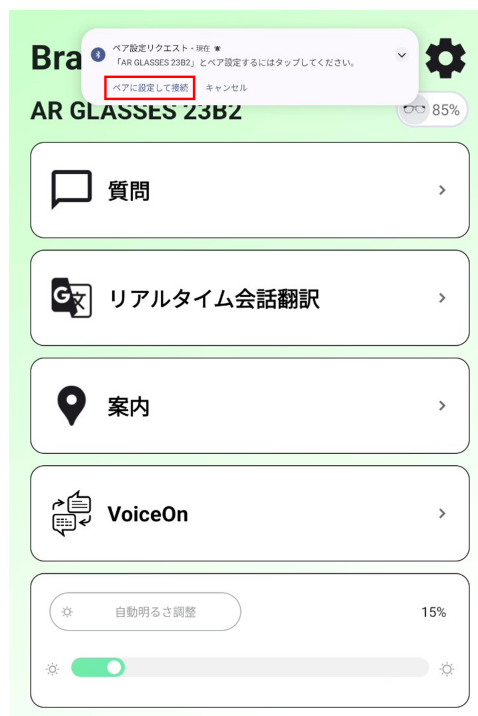 Bra
ペア設定リクエスト・現在
「AR GLASSES 23B2」とペア設定するにはタップしてください。
ペアに設定して接続 キャンセル
AR GLASSES 23B2
85%
質問
G文 リアルタイム会話翻訳
案内
VoiceOn
自動明るさ調整 15%